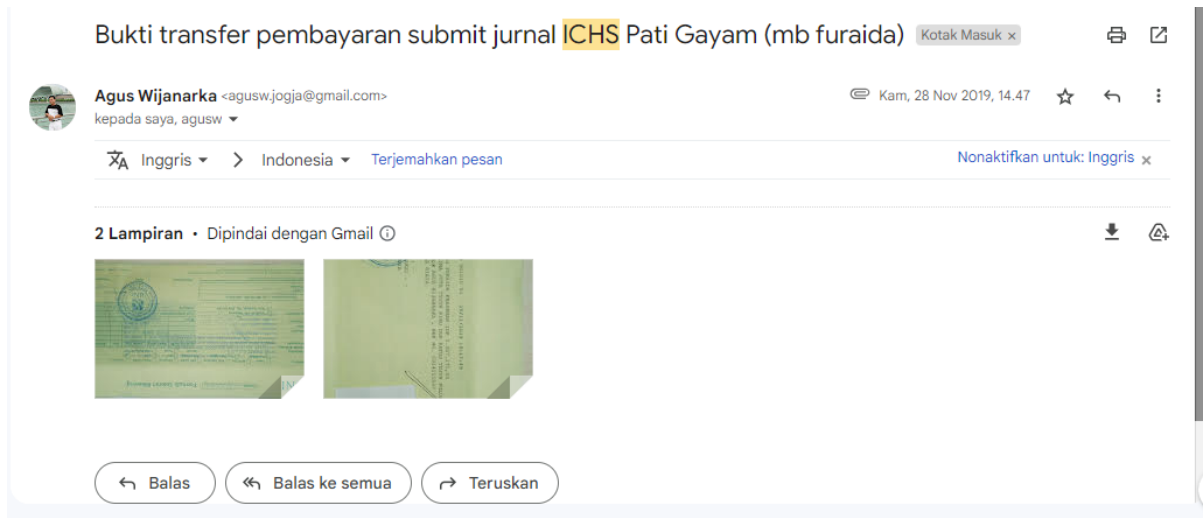 Bukti transfer pembayaran submit jurnal ICHS Pati Gayam (mb furaida) Kotak Masuk ×
Agus Wijanarka <agusw.jogja@gmail.com> Kam, 28 Nov 2019, 14.47
kepada saya, agusw
Inggris > Indonesia Terjemahkan pesan Nonaktifkan untuk: Inggris ×
2 Lampiran • Dipindai dengan Gmail
Balas Balas ke semua Teruskan